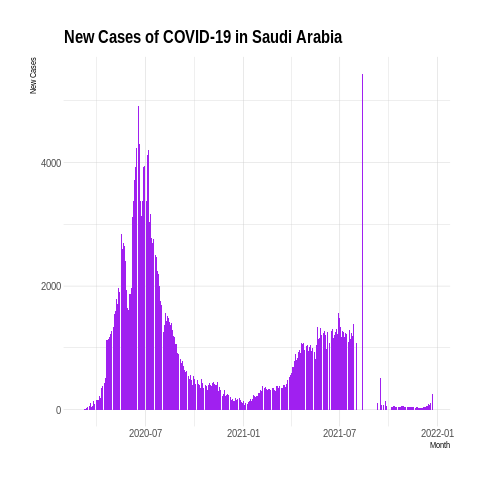 New Cases of COVID-19 in Saudi Arabia
New Cases
4000
2000
0
2020-07 2021-01 2021-07 2022-01
Month